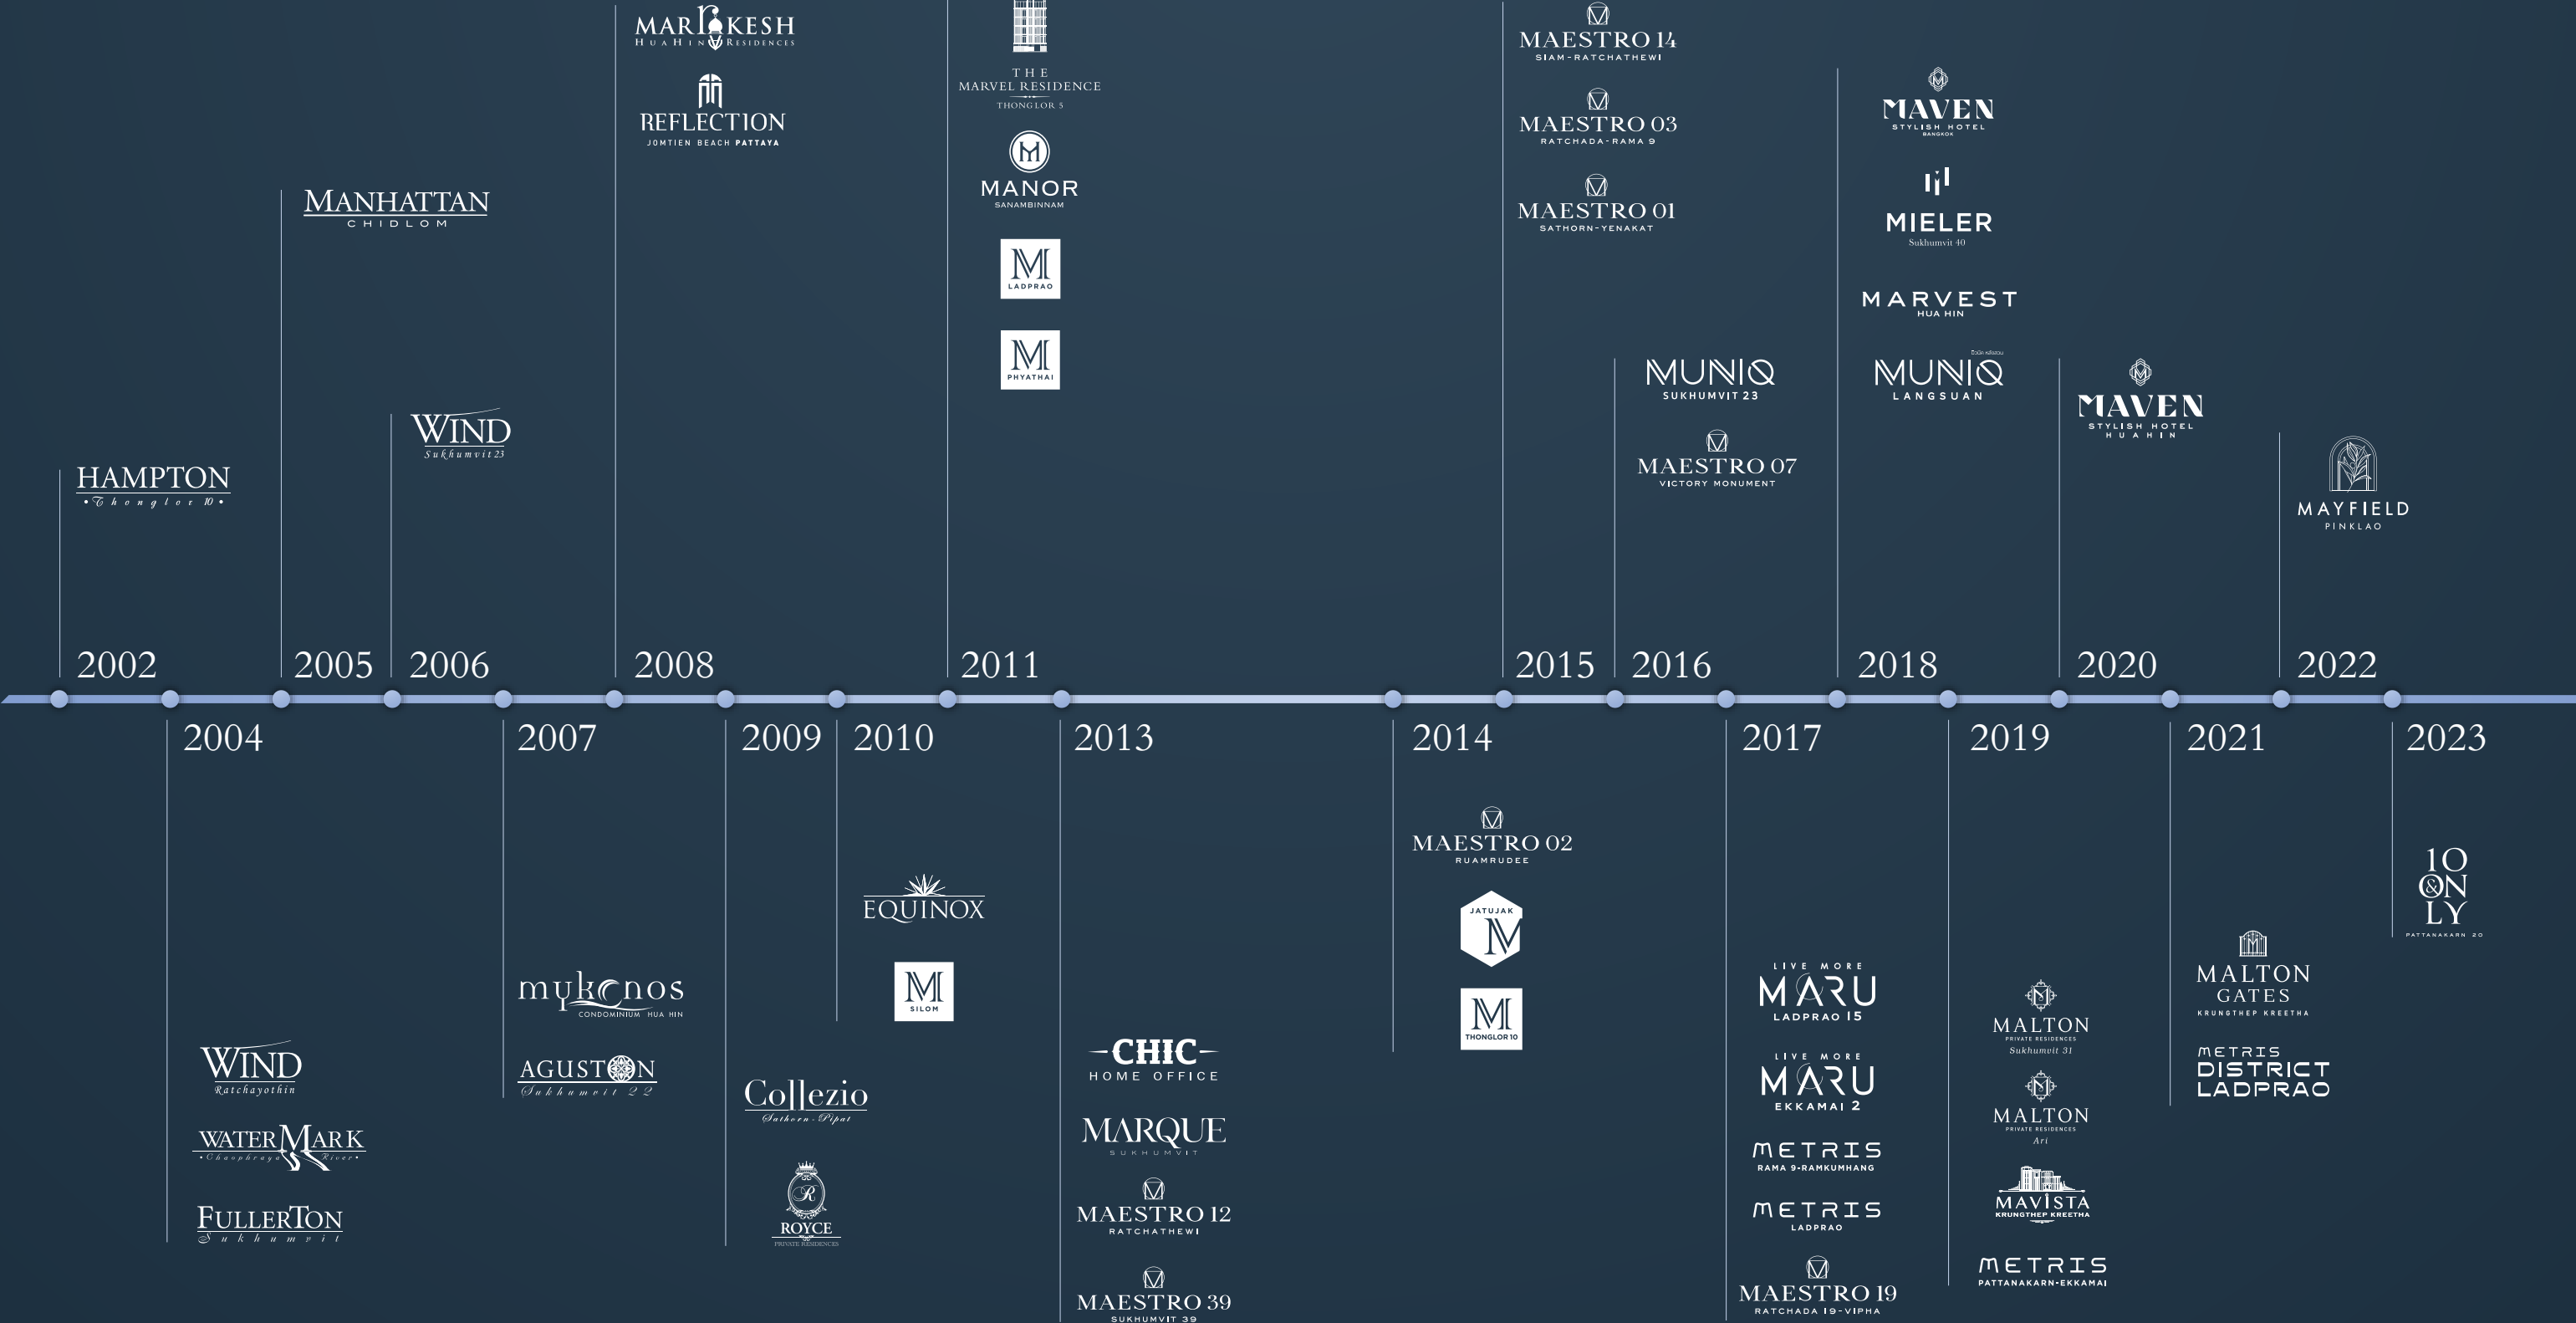 MARRAKESH
HUA HIN RESIDENCES
REFLECTION
JOMTIEN BEACH PATTAYA
THE
MARVEL RESIDENCE
THONGLOR 5
MANOR
SANAMBINNAM
M
LADPRAO
M
PHYATHAI
MAESTRO 14
SIAM-RATCHATHEWI
MAESTRO 03
RATCHADA-RAMA 9
MAESTRO 01
SATHORN-YENAKAT
MAVEN
STYLISH HOTEL
BANGKOK
MIELER
Sukhumvit 40
MARVEST
HUA HIN
MUNIQ
LANGSUAN
MANHATTAN
CHIDLOM
WIND
Sukhumvit 23
HAMPTON
• Thonglor 10 •
MUNIQ
SUKHUMVIT 23
MAESTRO 07
VICTORY MONUMENT
MAVEN
STYLISH HOTEL
HUAHIN
MAYFIELD
PINKLAO
2002
2005
2006
2008
2011
2015
2016
2018
2020
2022
2004
2007
2009
2010
2013
2014
2017
2019
2021
2023
WIND
Ratchayothin
WATERMARK
• Chaophraya River •
FULLERTON
Sukhumvit
mykonos
CONDOMINIUM HUA HIN
AGUSTON
Sukhumvit 22
Collezio
Sathorn-Pipat
R
ROYCE
PRIVATE RESIDENCES
EQUINOX
M
SILOM
CHIC
HOME OFFICE
MARQUE
SUKHUMVIT
MAESTRO 12
RATCHATHEWI
MAESTRO 39
SUKHUMVIT 39
MAESTRO 02
RUAMRUDEE
JATUJAK
M
M
THONGLOR 10
LIVE MORE
MARU
LADPRAO 15
LIVE MORE
MARU
EKKAMAI 2
METRIS
RAMA 9-RAMKUMHANG
METRIS
LADPRAO
MAESTRO 19
RATCHADA 19-VIPHA
MALTON
PRIVATE RESIDENCES
Sukhumvit 31
MALTON
PRIVATE RESIDENCES
Ari
MAVISTA
KRUNGTHEP KREETHA
METRIS
PATTANAKARN-EKKAMAI
MALTON
GATES
KRUNGTHEP KREETHA
METRIS
DISTRICT
LADPRAO
10
&ON
LY
PATTANAKARN 20